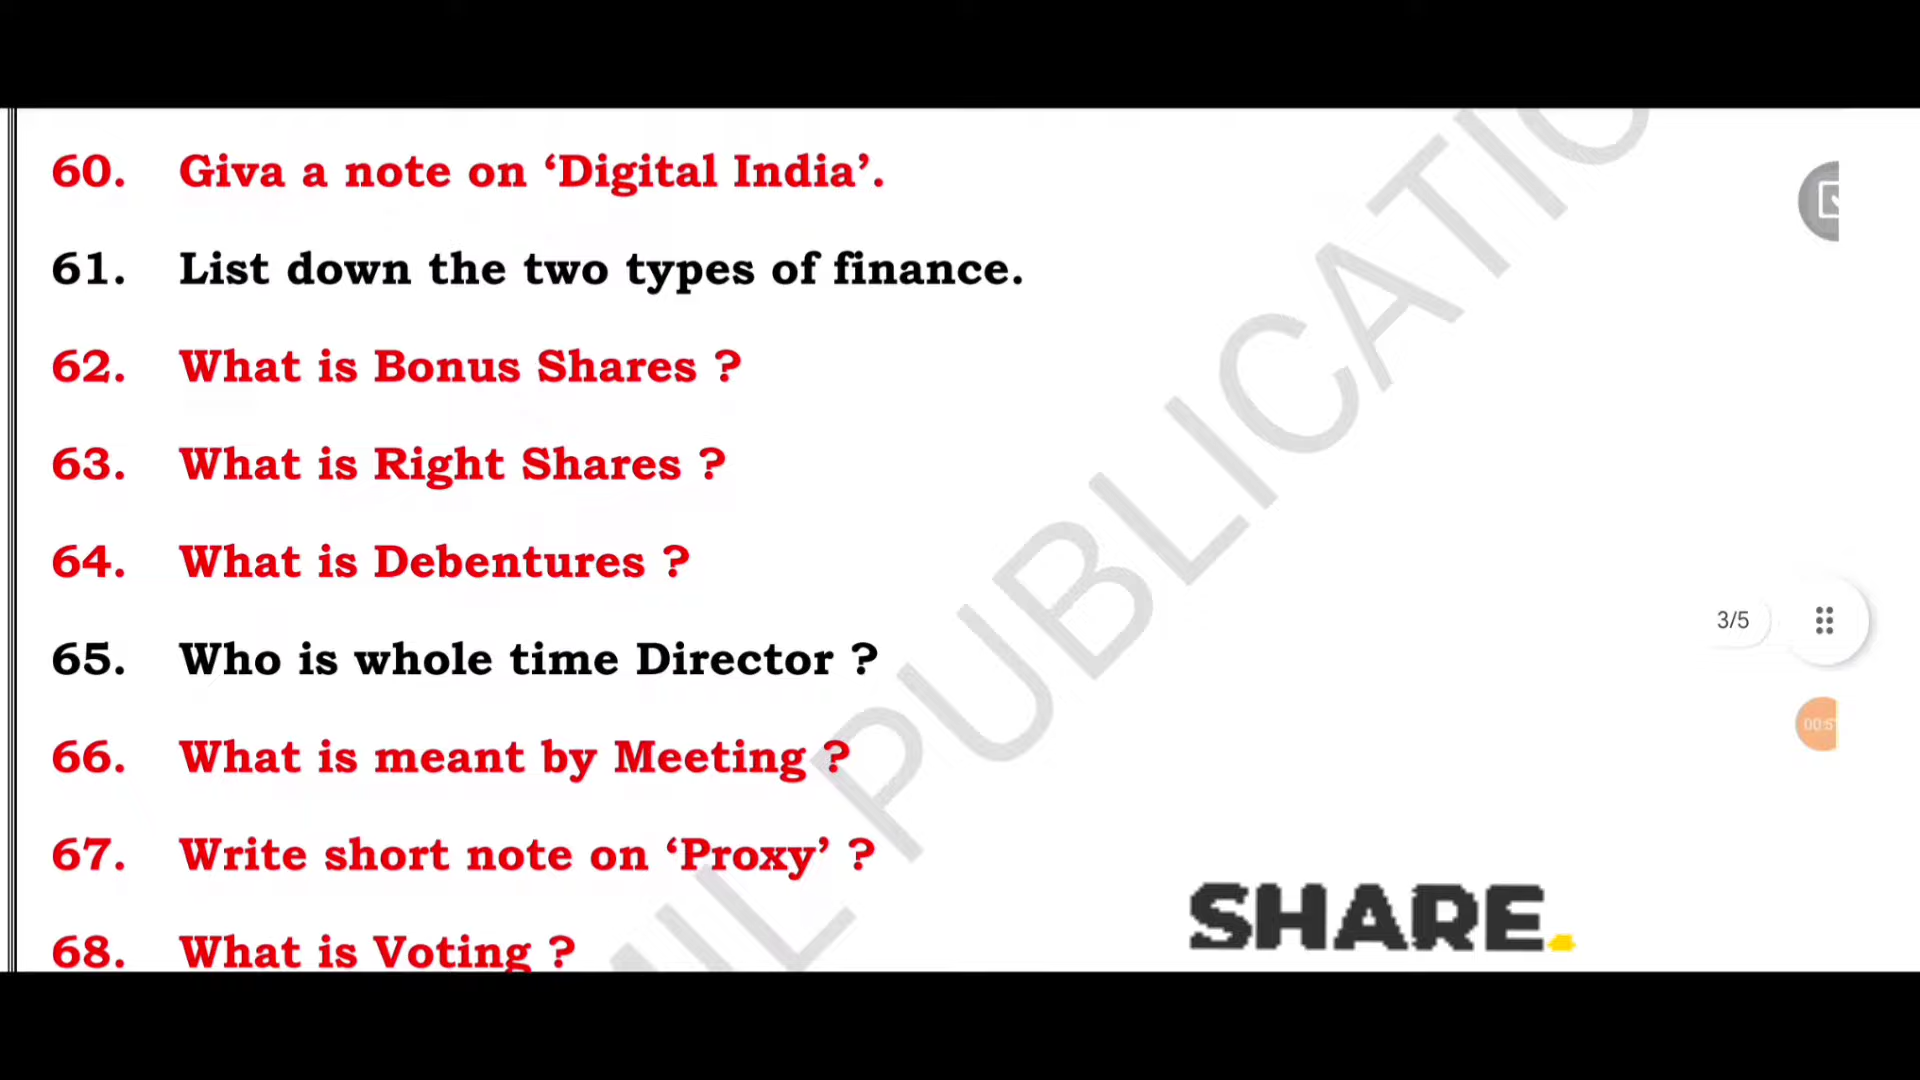 60. Giva a note on ‘Digital India’.
61. List down the two types of finance.
62. What is Bonus Shares ?
63. What is Right Shares ?
64. What is Debentures ?
65. Who is whole time Director ?
3/5
66. What is meant by Meeting ?
67. Write short note on ‘Proxy’ ?
68. What is Voting ?
SHARE.
PUBLICATIO